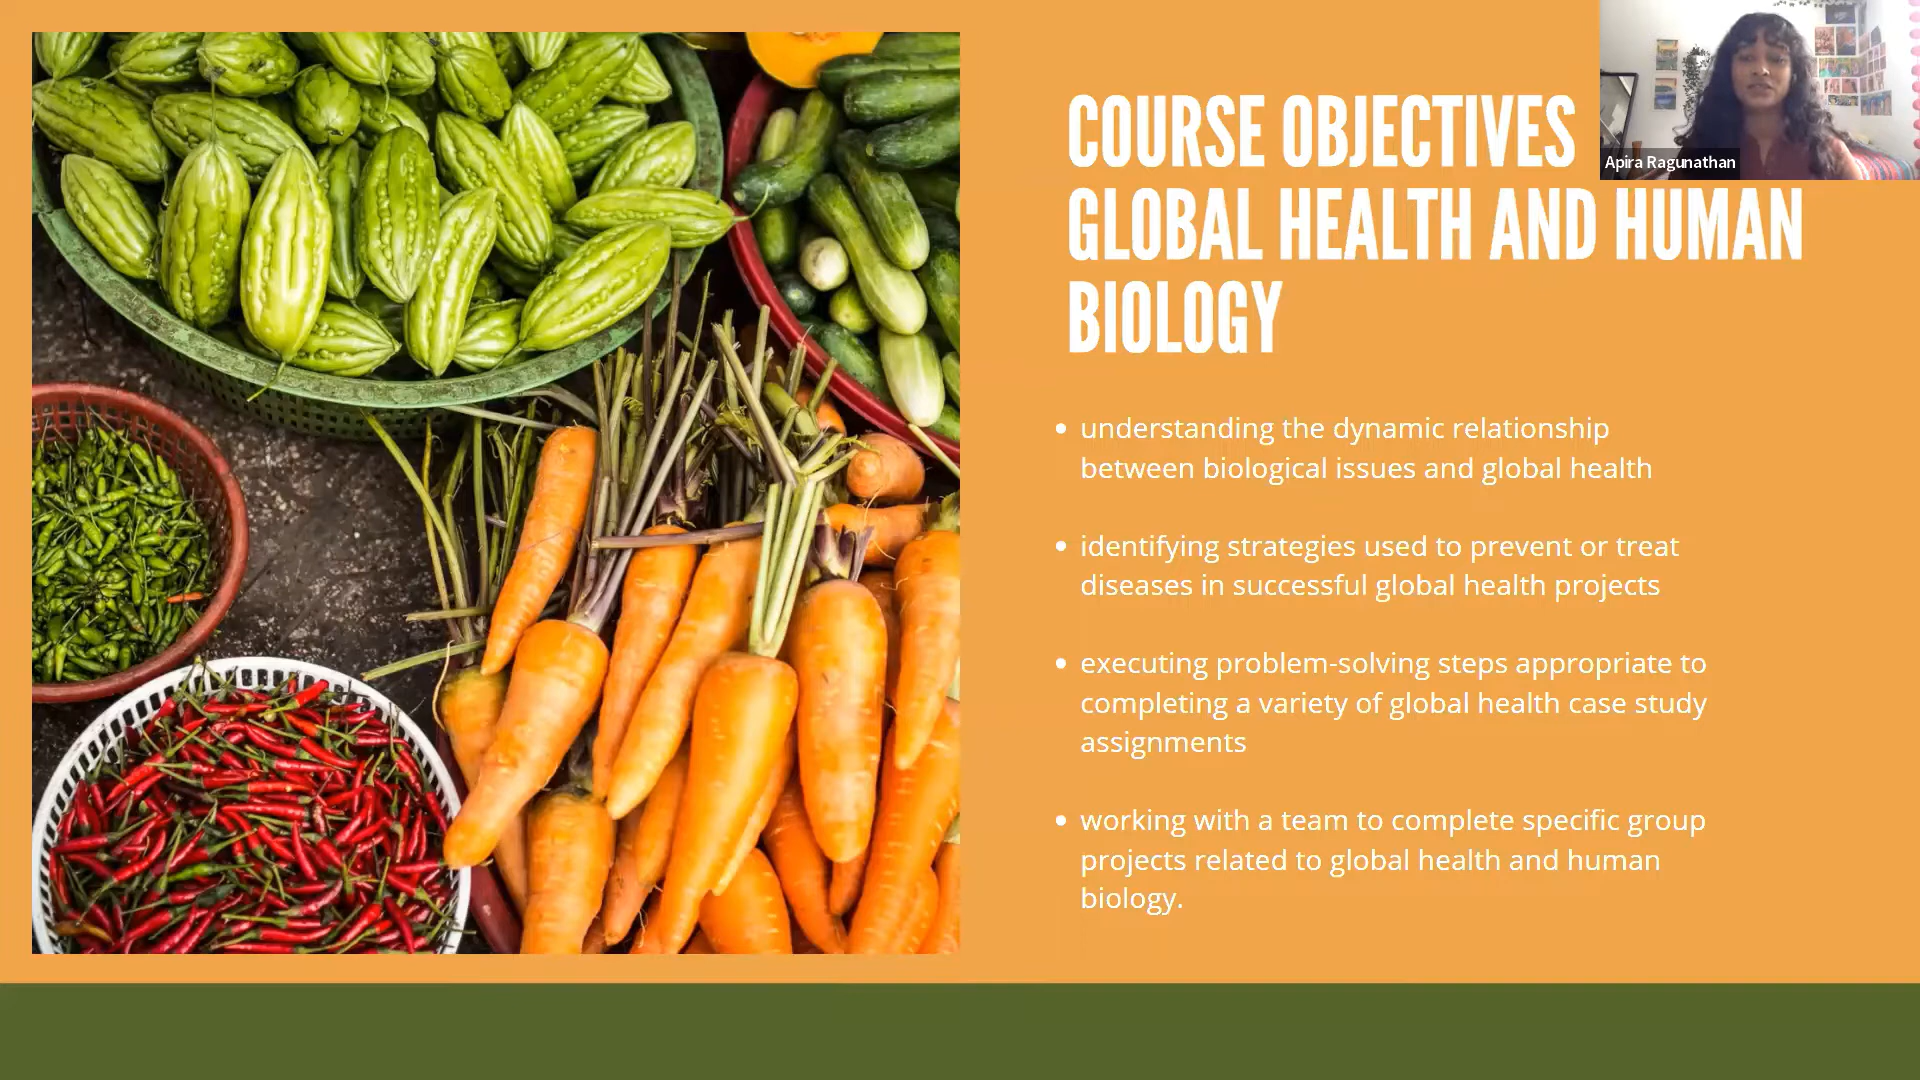 COURSE OBJECTIVES
GLOBAL HEALTH AND HUMAN
BIOLOGY
Apira Ragunathan
• understanding the dynamic relationship
between biological issues and global health
• identifying strategies used to prevent or treat
diseases in successful global health projects
• executing problem-solving steps appropriate to
completing a variety of global health case study
assignments
• working with a team to complete specific group
projects related to global health and human
biology.